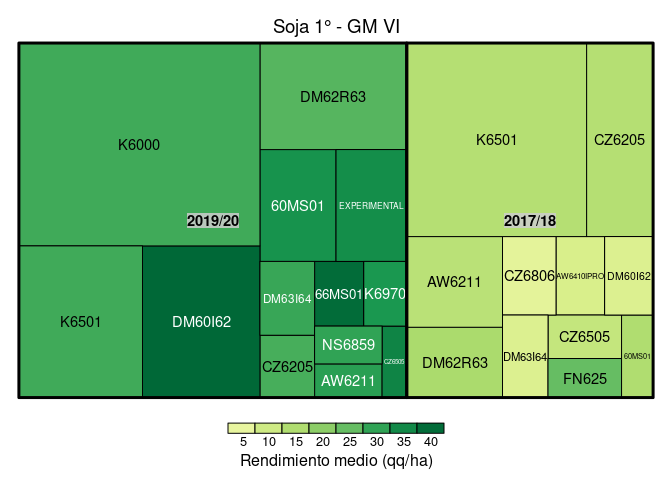 Soja 1° - GM VI
K6000
2019/20
K6501
DM60I62
DM62R63
60MS01
EXPERIMENTAL
DM63I64
66MS01
K6970
CZ6205
NS6859
AW6211
CZ6505
K6501
CZ6205
2017/18
AW6211
DM62R63
CZ6806
AW6410IPRO
DM60I62
DM63I64
CZ6505
FN625
60MS01
5 10 15 20 25 30 35 40
Rendimiento medio (qq/ha)